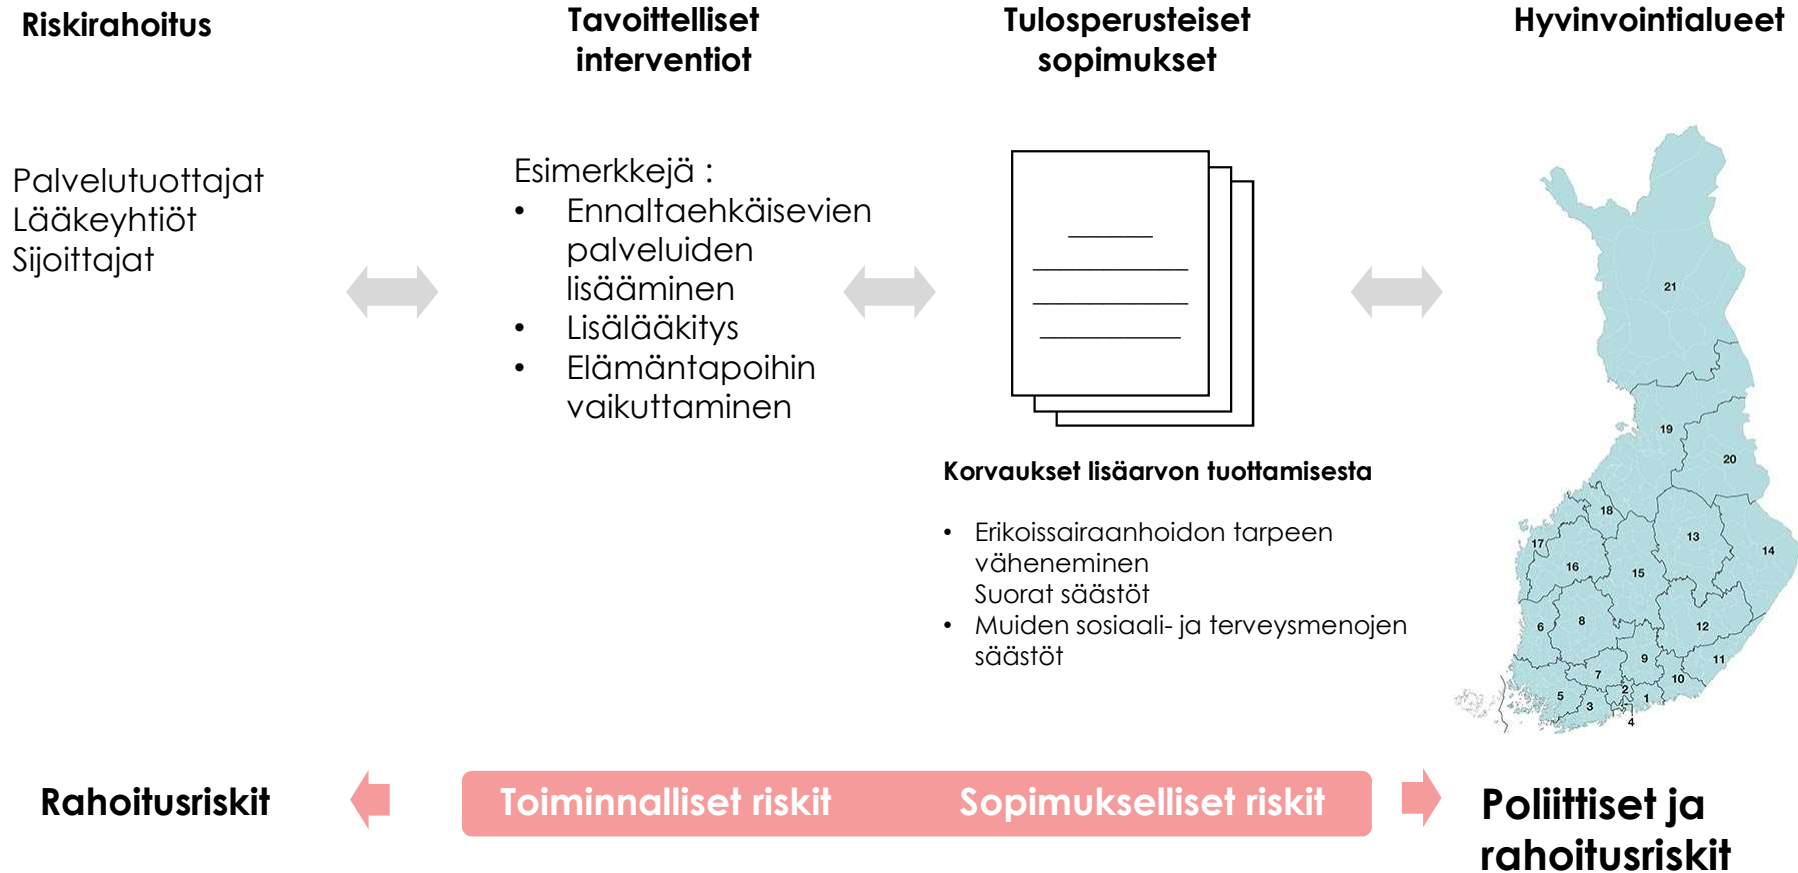 Riskirahoitus
Tavoittelliset
interventiot
Tulosperusteiset
sopimukset
Hyvinvointialueet
Palvelutuottajat
Lääkeyhtiöt
Sijoittajat
Esimerkkejä :
• Ennaltaehkäisevien
palveluiden
lisääminen
• Lisälääkitys
• Elämäntapoihin
vaikuttaminen
Korvaukset lisäarvon tuottamisesta
• Erikoissairaanhoidon tarpeen
väheneminen
Suorat säästöt
• Muiden sosiaali- ja terveysmenojen
säästöt
21
19
20
18
17
13
14
16
15
6
8
12
9
11
7
10
5
2
1
3
4
Rahoitusriskit
Toiminnalliset riskit
Sopimukselliset riskit
Poliittiset ja
rahoitusriskit